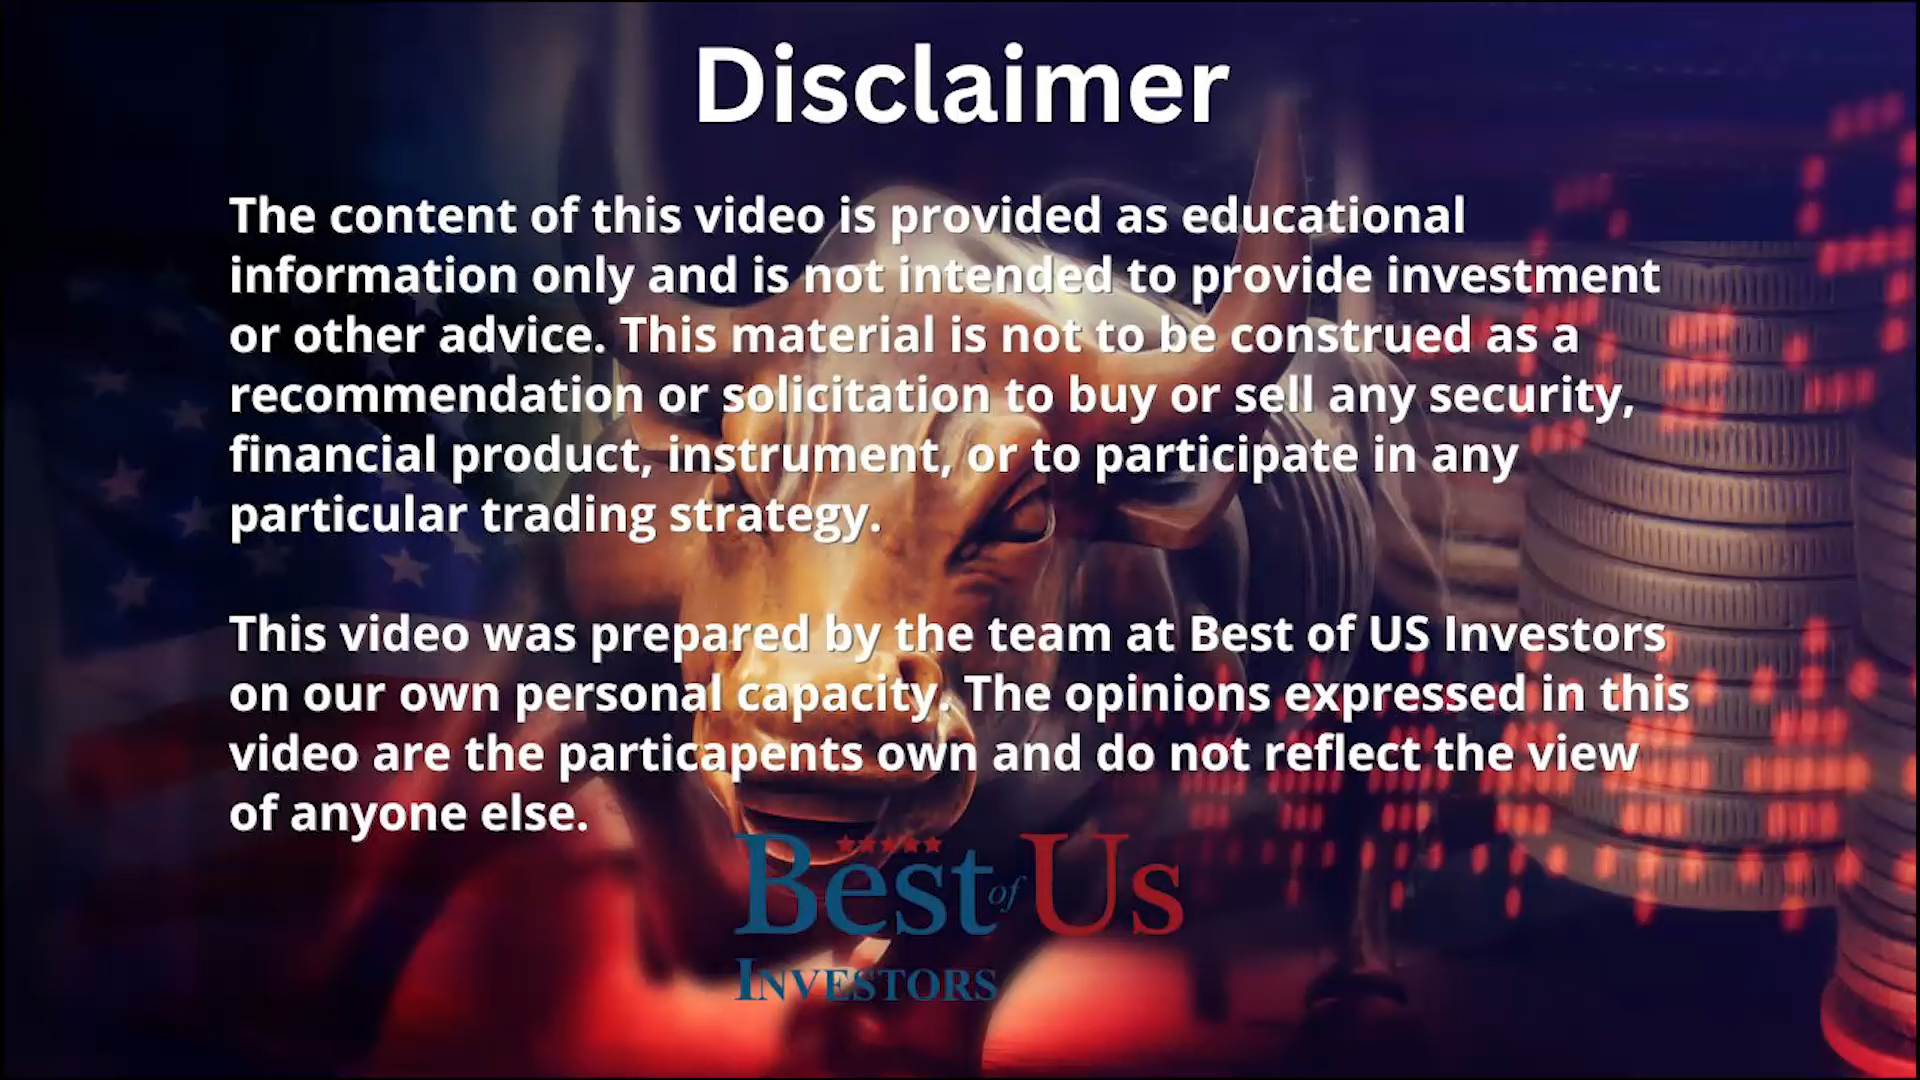 Disclaimer
The content of this video is provided as educational
information only and is not intended to provide investment
or other advice. This material is not to be construed as a
recommendation or solicitation to buy or sell any security,
financial product, instrument, or to participate in any
particular trading strategy.
This video was prepared by the team at Best of US Investors
on our own personal capacity. The opinions expressed in this
video are the particapents own and do not reflect the view
of anyone else.
Best of Us
Investors